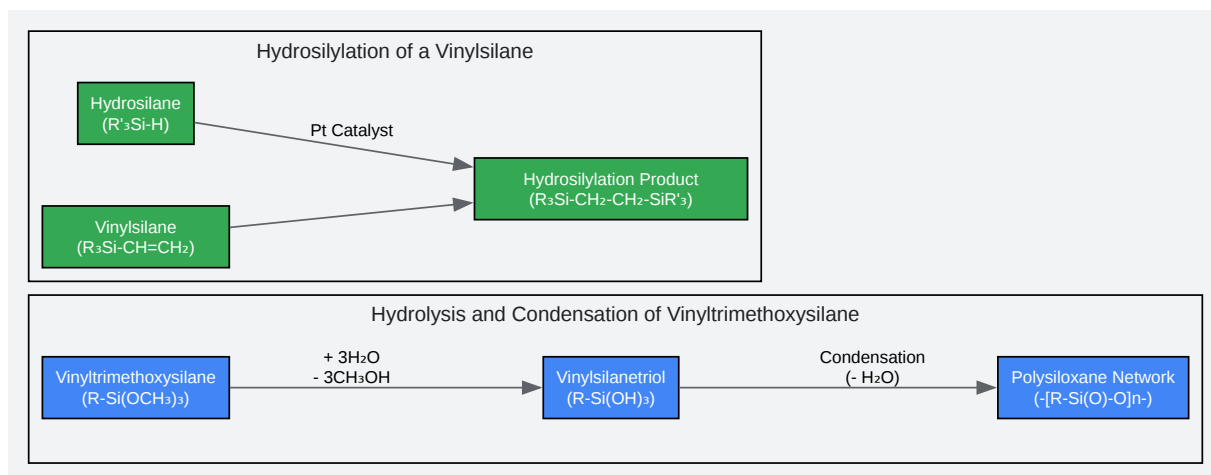 Hydrosilylation of a Vinylsilane
Hydrosilane
(R'₃Si-H)
Pt Catalyst
Hydrosilylation Product
(R₃Si-CH₂-CH₂-SiR'₃)
Vinylsilane
(R₃Si-CH=CH₂)
Hydrolysis and Condensation of Vinyltrimethoxysilane
Vinyltrimethoxysilane
(R-Si(OCH₃)₃)
+ 3H₂O
- 3CH₃OH
Vinylsilanetriol
(R-Si(OH)₃)
Condensation
(- H₂O)
Polysiloxane Network
(-[R-Si(O)-O]n-)